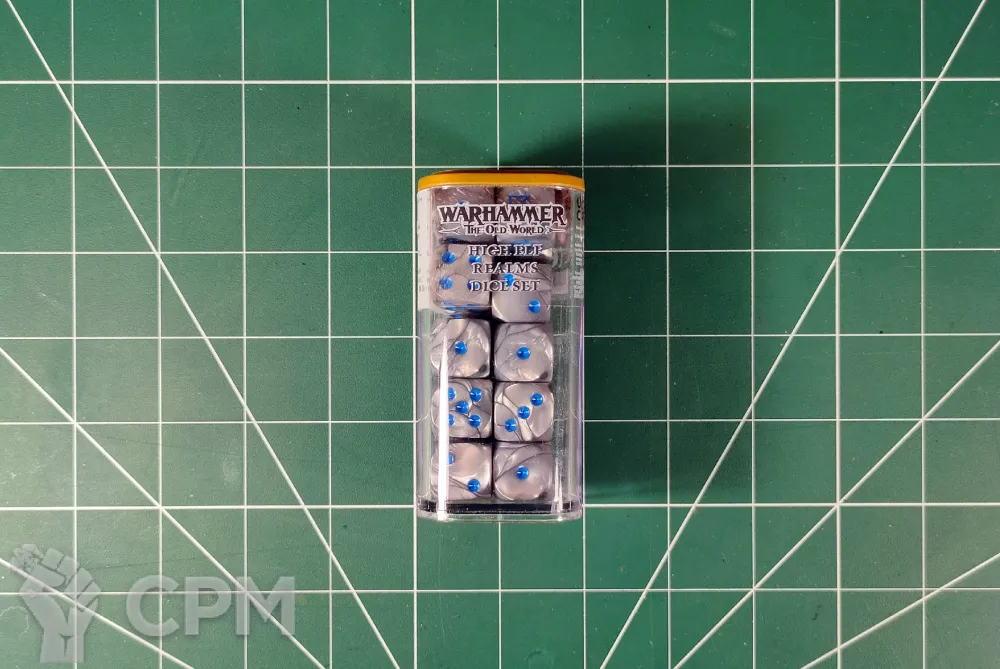 WARHAMMER
THE OLD WORLD
HIGH ELF
REALMS
DICE SET
CPM